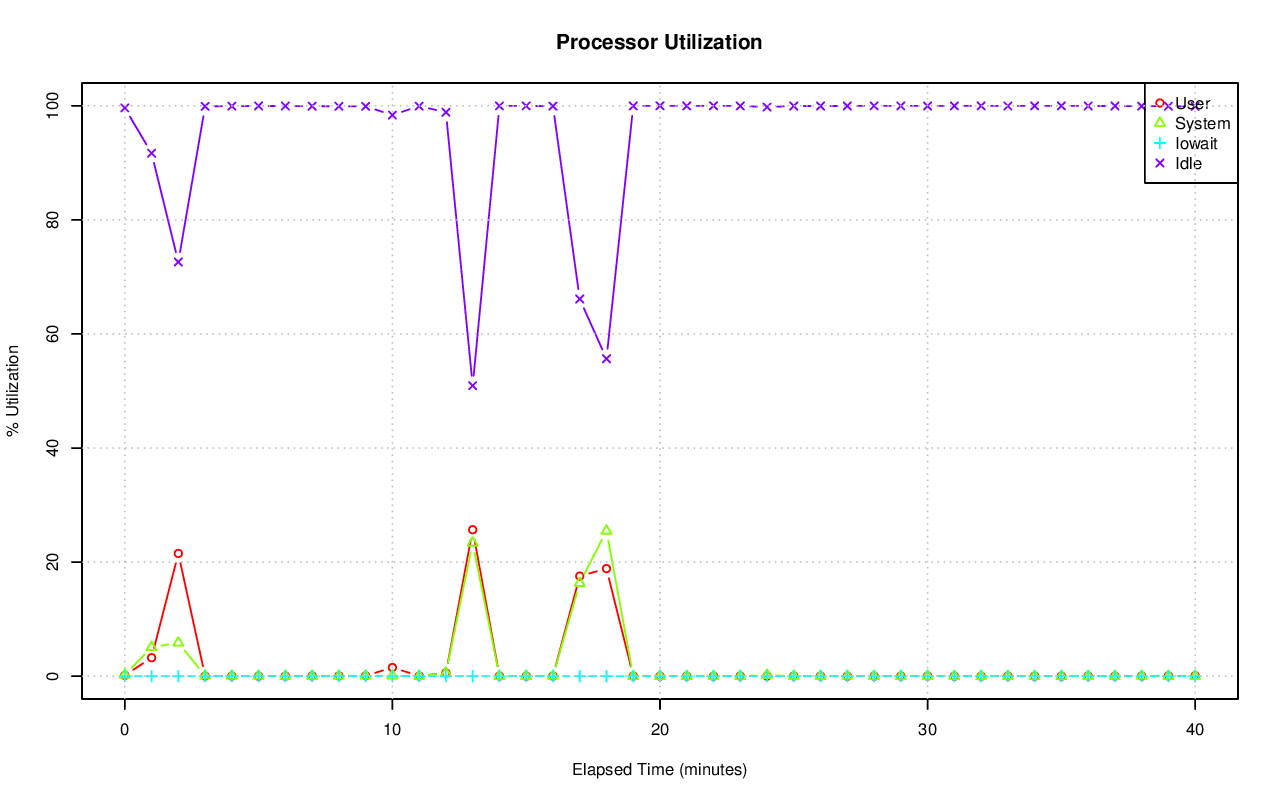 Processor Utilization
User
System
Iowait
Idle
% Utilization
100
80
60
40
20
0
0 10 20 30 40
Elapsed Time (minutes)